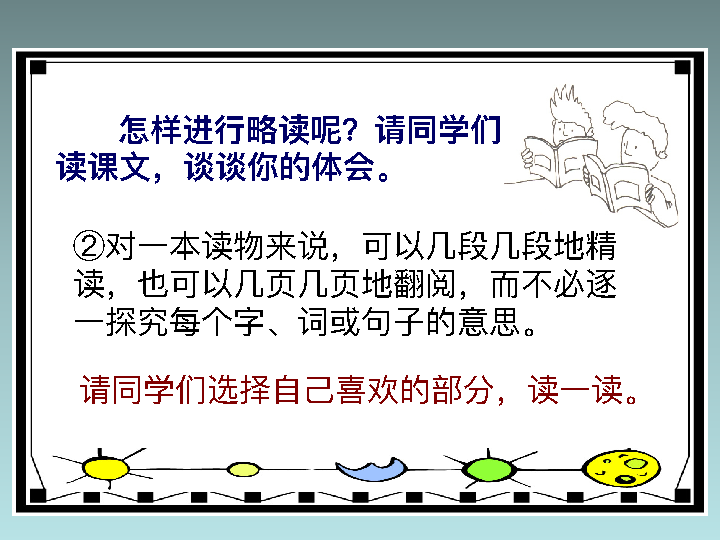 怎样进行略读呢？请同学们
读课文，谈谈你的体会。
②对一本读物来说，可以几段几段地精
读，也可以几页几页地翻阅，而不必逐
一探究每个字、词或句子的意思。
请同学们选择自己喜欢的部分，读一读。